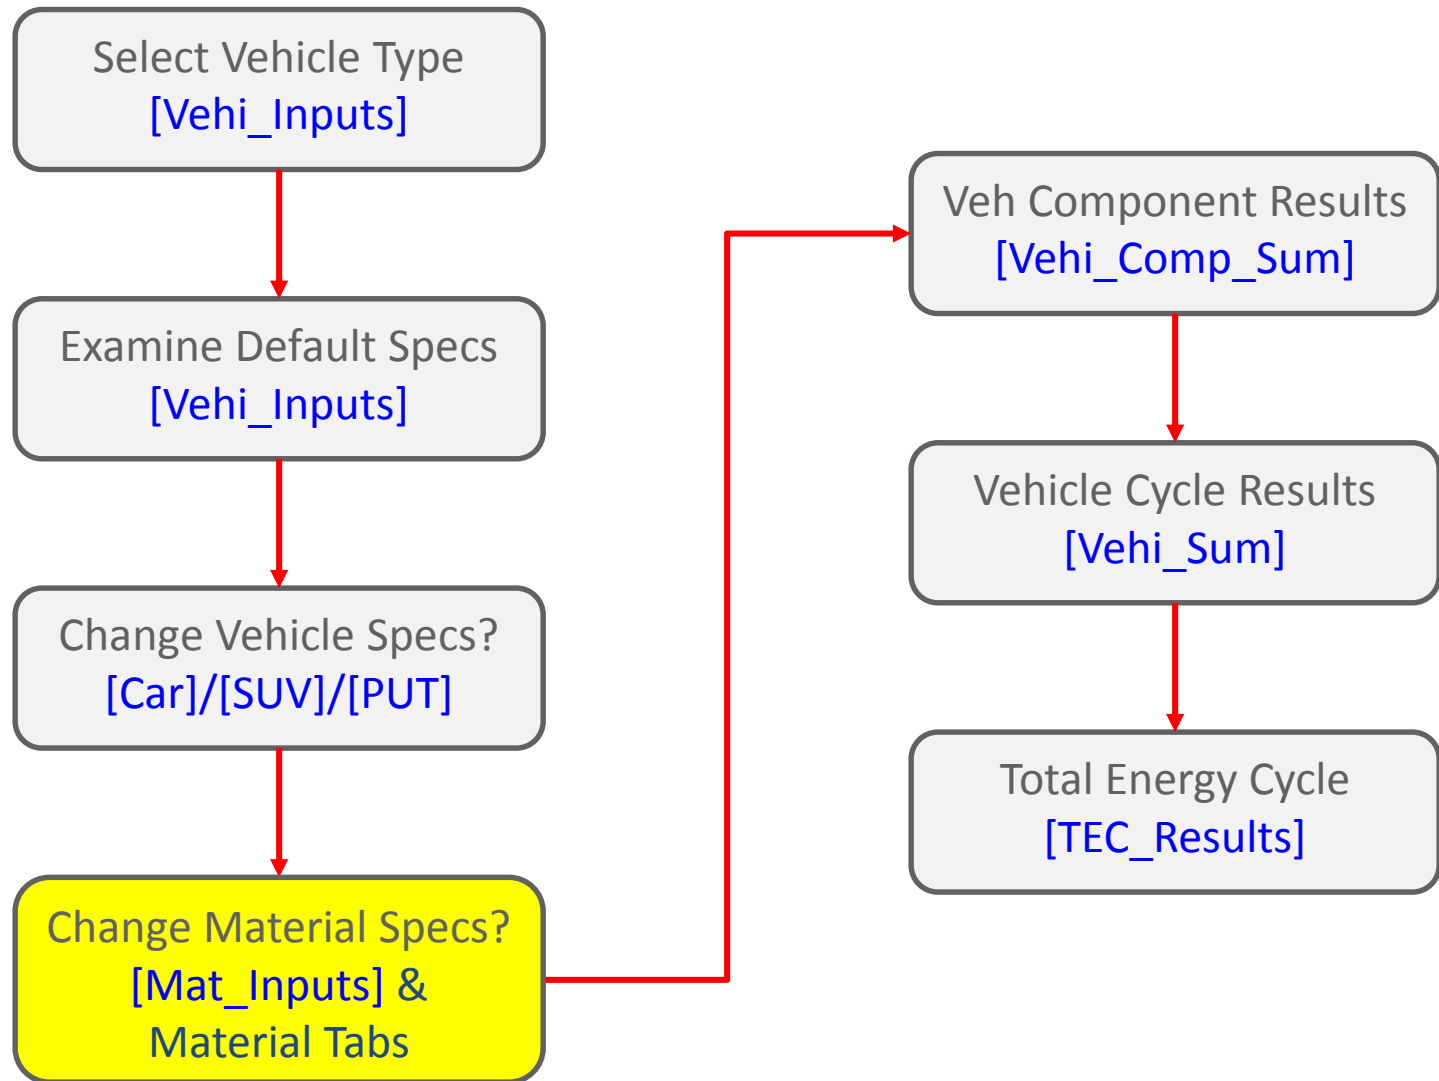 Select Vehicle Type
[Vehi_Inputs]
Examine Default Specs
[Vehi_Inputs]
Change Vehicle Specs?
[Car]/[SUV]/[PUT]
Change Material Specs?
[Mat_Inputs] &
Material Tabs
Veh Component Results
[Vehi_Comp_Sum]
Vehicle Cycle Results
[Vehi_Sum]
Total Energy Cycle
[TEC_Results]